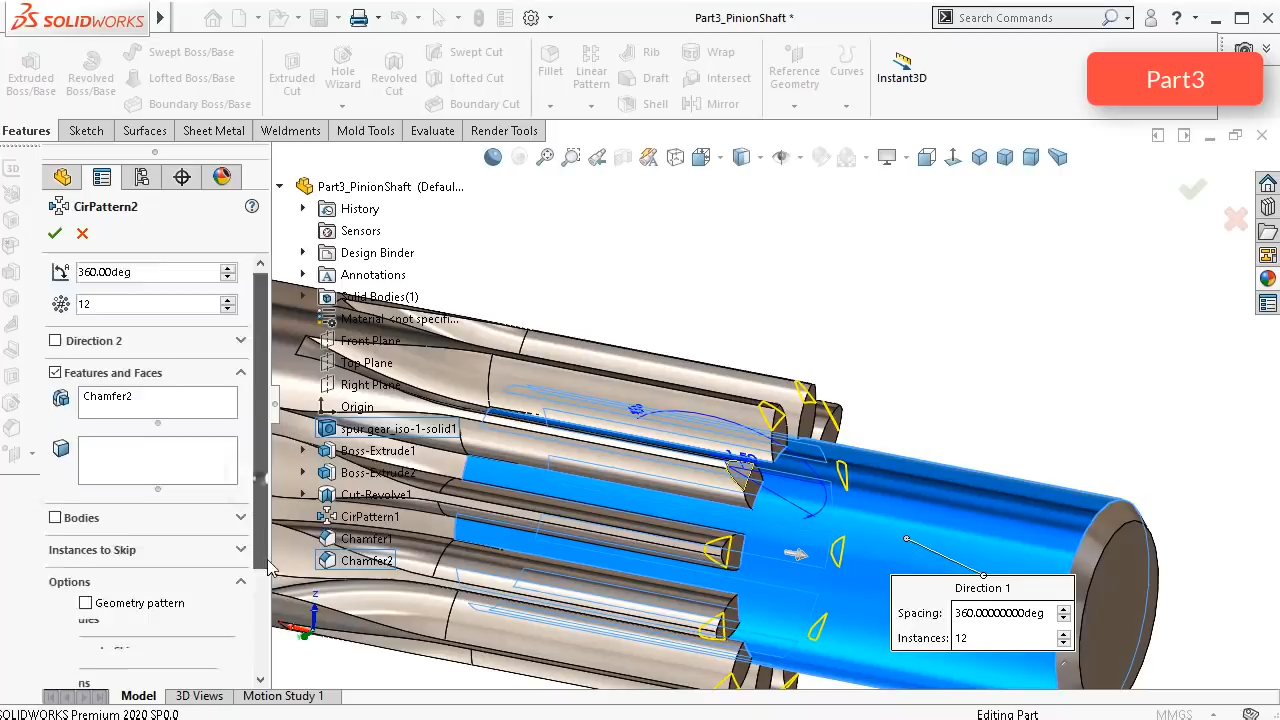 SOLIDWORKS
Part3_PinionShaft *
Search Commands
Extruded Boss/Base
Revolved Boss/Base
Swept Boss/Base
Lofted Boss/Base
Boundary Boss/Base
Extruded Cut
Hole Wizard
Revolved Cut
Swept Cut
Lofted Cut
Boundary Cut
Fillet
Linear Pattern
Rib
Draft
Shell
Wrap
Intersect
Mirror
Reference Geometry
Curves
Instant3D
Part3
Features
Sketch
Surfaces
Sheet Metal
Weldments
Mold Tools
Evaluate
Render Tools
CirPattern2
360.00deg
12
Direction 2
Features and Faces
Chamfer2
Bodies
Instances to Skip
Options
Geometry pattern
Part3_PinionShaft (Defaul...
History
Sensors
Design Binder
Annotations
Solid Bodies(1)
Material <not specifi...
Front Plane
Top Plane
Right Plane
Origin
spur gear_iso-1-solid1
Boss-Extrude1
Boss-Extrude2
Cut-Revolve1
CirPattern1
Chamfer1
Chamfer2
Z
Direction 1
Spacing: 360.00000000deg
Instances: 12
Model
3D Views
Motion Study 1
SOLIDWORKS Premium 2020 SP0.0
Editing Part
MMGS